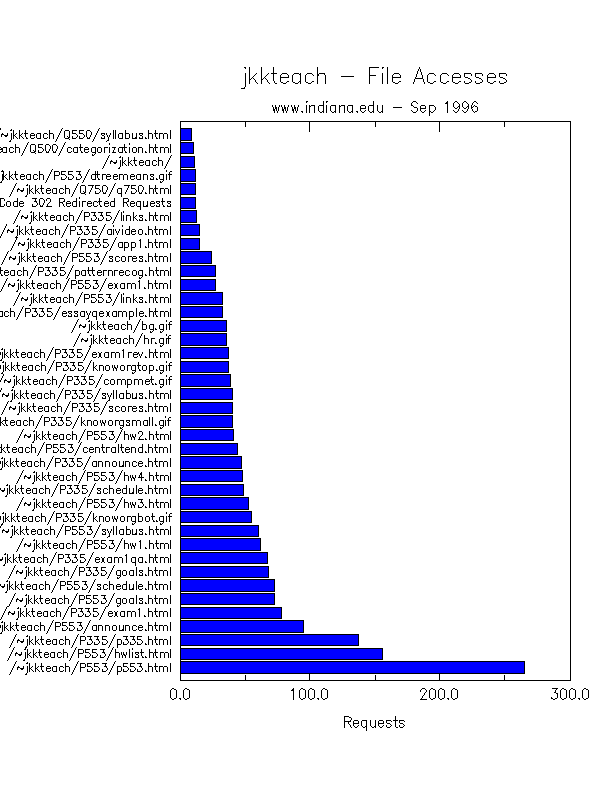 jkkteach - File Accesses
www.indiana.edu - Sep 1996
/~jkkteach/Q550/syllabus.html
each/Q500/categorization.html
/~jkkteach/
jkkteach/P553/dtreemeans.gif
/~jkkteach/Q750/q750.html
Code 302 Redirected Requests
/~jkkteach/P335/links.html
/~jkkteach/P335/aivideo.html
/~jkkteach/P335/app1.html
/~jkkteach/P553/scores.html
teach/P335/patternrecog.html
/~jkkteach/P553/exam1.html
/~jkkteach/P553/links.html
ach/P335/essayqexample.html
/~jkkteach/bg.gif
/~jkkteach/hr.gif
~jkkteach/P335/exam1rev.html
jkkteach/P335/knoworgtop.gif
/~jkkteach/P335/compmet.gif
/~jkkteach/P335/syllabus.html
/~jkkteach/P335/scores.html
kteach/P335/knoworgsmall.gif
/~jkkteach/P553/hw2.html
kkteach/P553/centraltend.html
~jkkteach/P335/announce.html
/~jkkteach/P553/hw4.html
~jkkteach/P335/schedule.html
/~jkkteach/P553/hw3.html
jkkteach/P335/knoworgbot.gif
/~jkkteach/P553/syllabus.html
/~jkkteach/P553/hw1.html
~jkkteach/P335/exam1qa.html
/~jkkteach/P335/goals.html
~jkkteach/P553/schedule.html
/~jkkteach/P553/goals.html
/~jkkteach/P335/exam1.html
~jkkteach/P553/announce.html
/~jkkteach/P335/p335.html
/~jkkteach/P553/hwlist.html
/~jkkteach/P553/p553.html
0.0 100.0 200.0 300.0
Requests